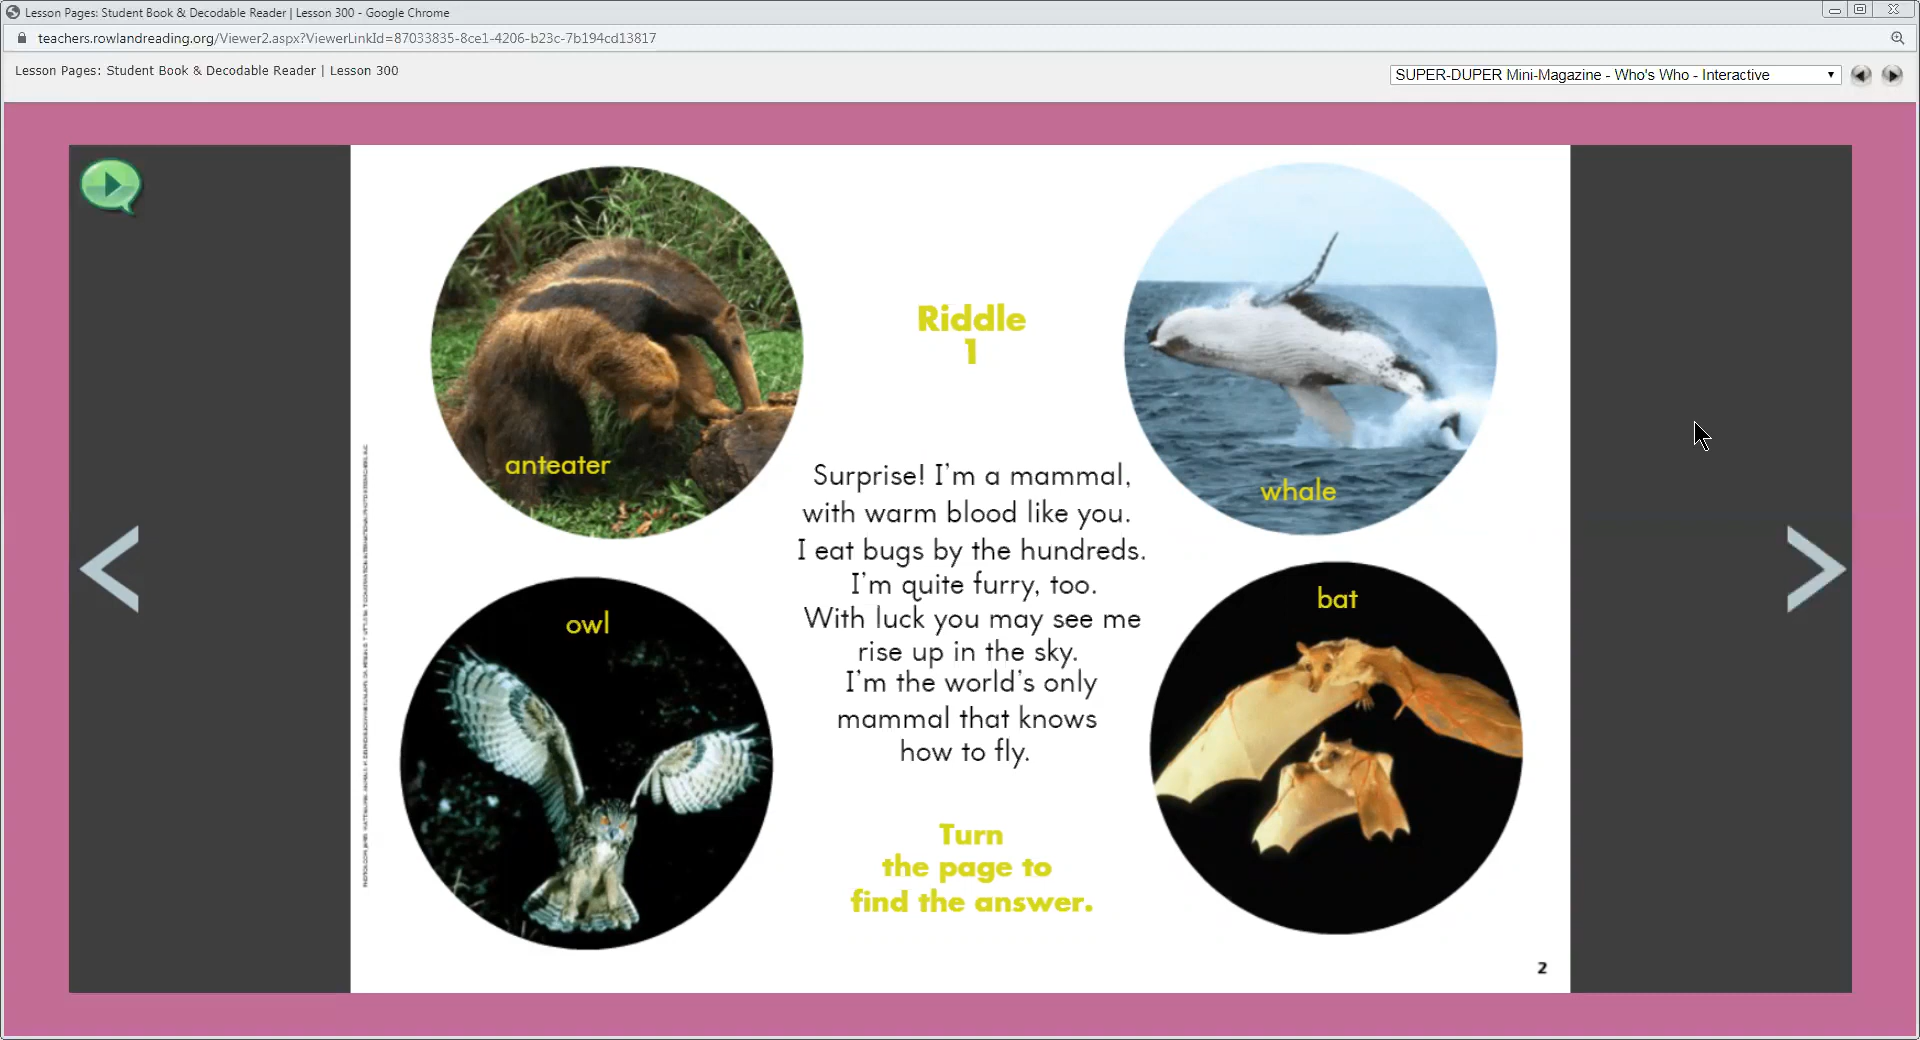 Lesson Pages: Student Book & Decodable Reader | Lesson 300 - Google Chrome
teachers.rowlandreading.org/Viewer2.aspx?ViewerLinkId=87033835-8ce1-4206-b23c-7b194cd13817
Lesson Pages: Student Book & Decodable Reader | Lesson 300
SUPER-DUPER Mini-Magazine - Who's Who - Interactive
anteater
whale
Riddle
1
Surprise! I'm a mammal,
with warm blood like you.
I eat bugs by the hundreds.
I'm quite furry, too.
With luck you may see me
rise up in the sky.
I'm the world's only
mammal that knows
how to fly.
owl
bat
Turn
the page to
find the answer.
2